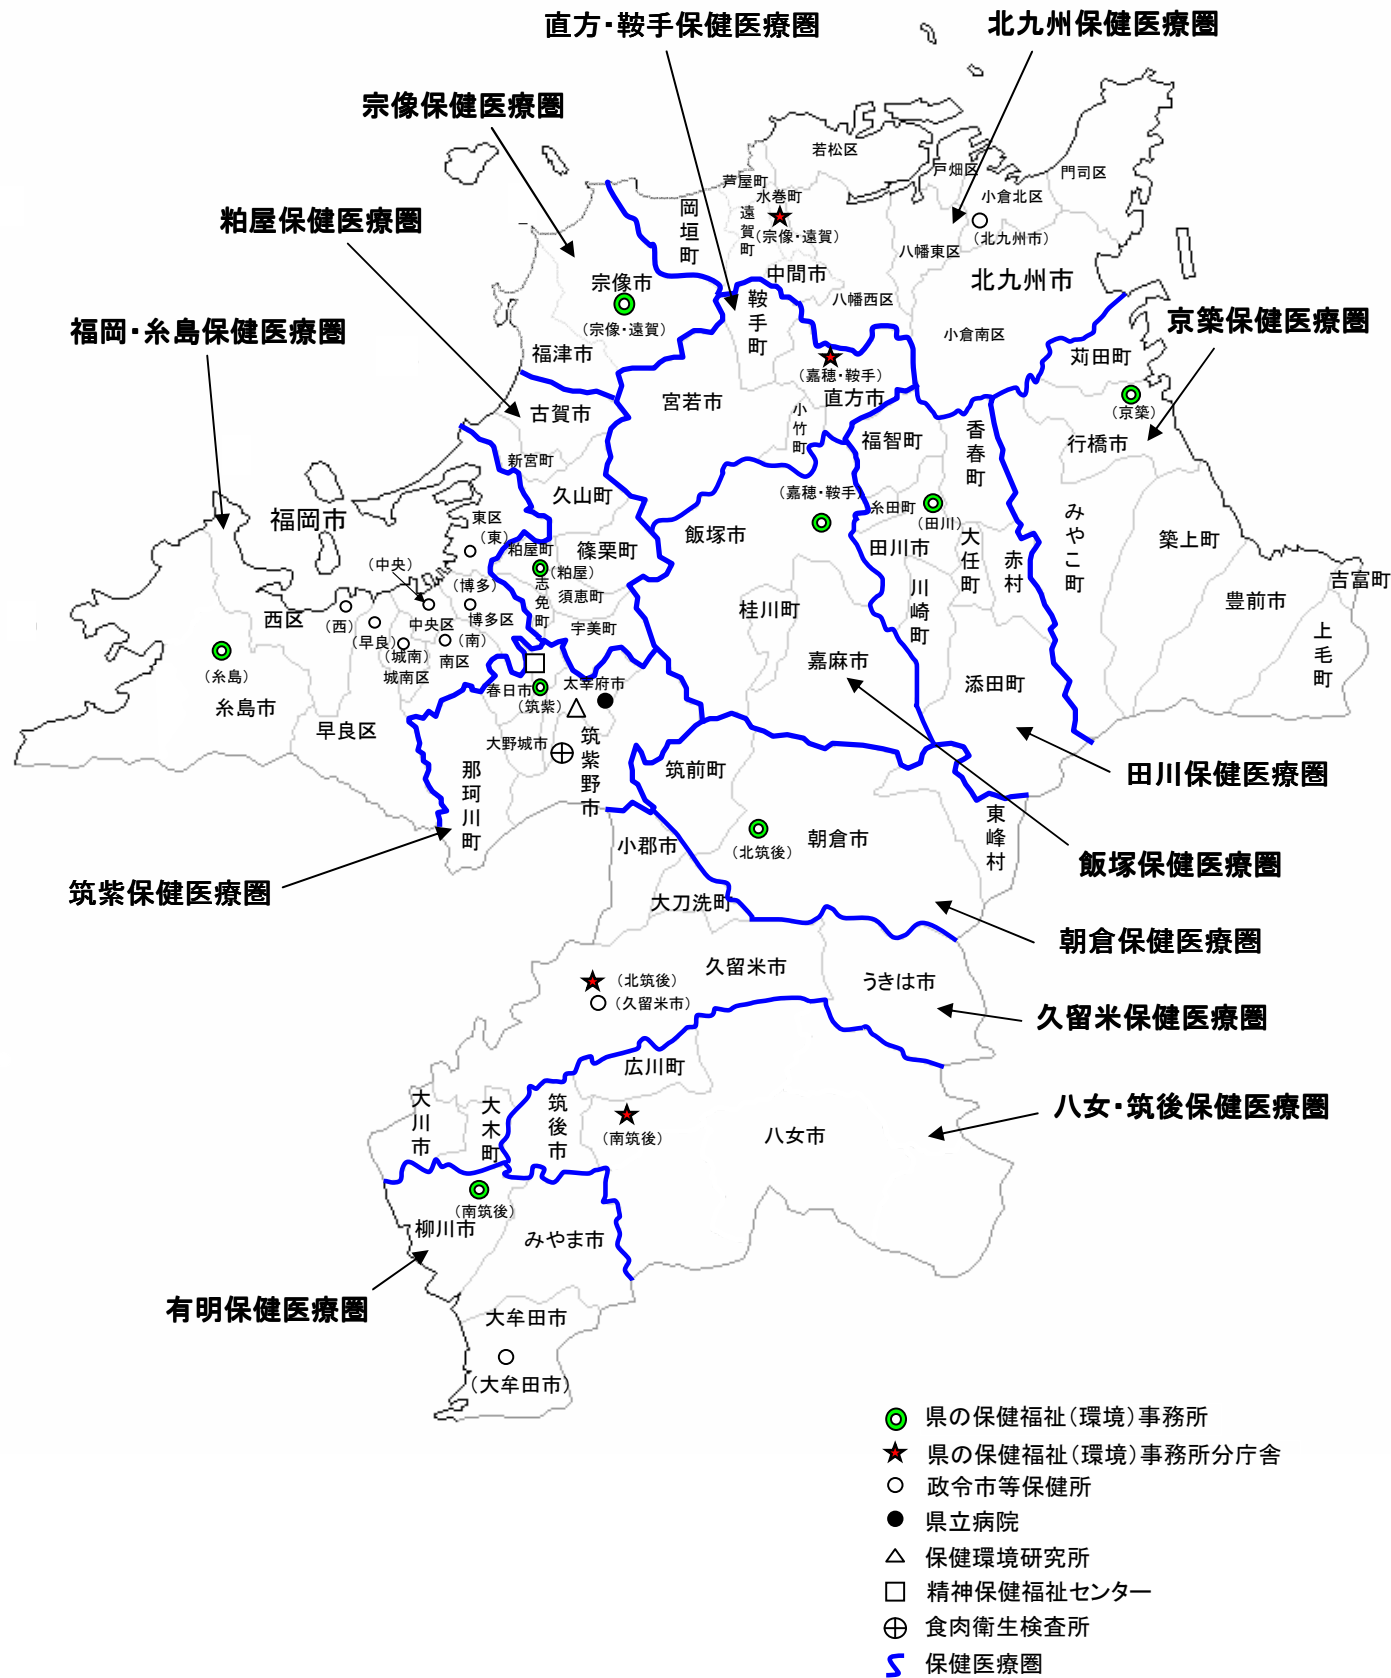 直方・鞍手保健医療圏
北九州保健医療圏
宗像保健医療圏
粕屋保健医療圏
福岡・糸島保健医療圏
京築保健医療圏
若松区
戸畑区
門司区
芦屋町
水巻町
小倉北区
岡垣町
遠賀町
(宗像・遠賀)
(北九州市)
八幡東区
中間市
北九州市
宗像市
鞍手町
八幡西区
(宗像・遠賀)
小倉南区
福津市
苅田町
(嘉穂・鞍手)
直方市
宮若市
小竹町
古賀市
(京築)
行橋市
福智町
香春町
新宮町
久山町
(嘉穂・鞍手)
糸田町
(田川)
みやこ町
福岡市
東区
(東)
飯塚市
築上町
粕屋町
篠栗町
田川市
大任町
赤村
(中央)
(粕屋)
吉富町
(博多)
志免町
須恵町
桂川町
川崎町
豊前市
西区
(西)
中央区
博多区
宇美町
上毛町
(早良)
(南)
(城南)
南区
城南区
嘉麻市
(糸島)
糸島市
春日市
(筑紫)
太宰府市
添田町
早良区
大野城市
筑紫野市
那珂川町
筑前町
田川保健医療圏
東峰村
小郡市
(北筑後)
朝倉市
飯塚保健医療圏
筑紫保健医療圏
大刀洗町
朝倉保健医療圏
久留米市
(北筑後)
うきは市
(久留米市)
久留米保健医療圏
広川町
大川市
大木町
筑後市
(南筑後)
八女市
八女・筑後保健医療圏
(南筑後)
柳川市
みやま市
有明保健医療圏
大牟田市
(大牟田市)
県の保健福祉(環境)事務所
県の保健福祉(環境)事務所分庁舎
政令市等保健所
県立病院
保健環境研究所
精神保健福祉センター
食肉衛生検査所
保健医療圏